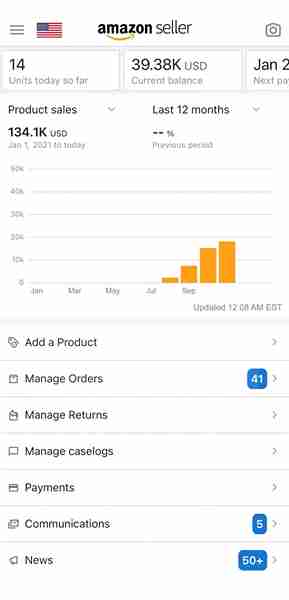 amazon seller
14
Units today so far
39.38K USD
Current balance
Jan 2
Next pa
Product sales
Last 12 months
134.1K USD
Jan 1, 2021 to today
-- %
Previous period
50k
40k
30k
20k
10k
0
Jan Mar May Jul Sep
Updated 12:08 AM EST
Add a Product
Manage Orders 41
Manage Returns
Manage caselogs
Payments
Communications 5
News 50+